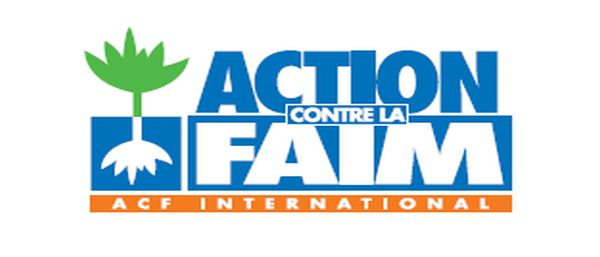 ACTION
CONTRE LA
FAIM
ACF INTERNATIONAL